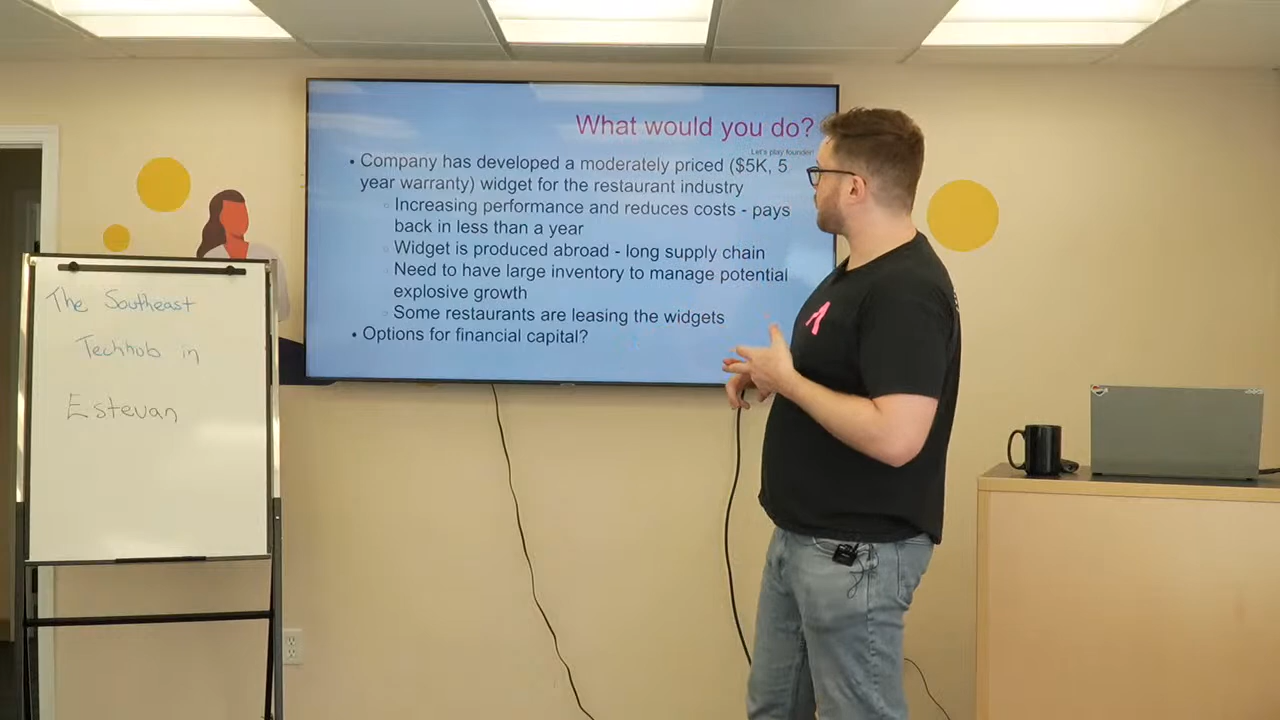 The Southeast
Techhob in
Estevan
What would you do?
Let's play founder!
• Company has developed a moderately priced ($5K, 5
year warranty) widget for the restaurant industry
○ Increasing performance and reduces costs - pays
back in less than a year
○ Widget is produced abroad - long supply chain
○ Need to have large inventory to manage potential
explosive growth
○ Some restaurants are leasing the widgets
• Options for financial capital?